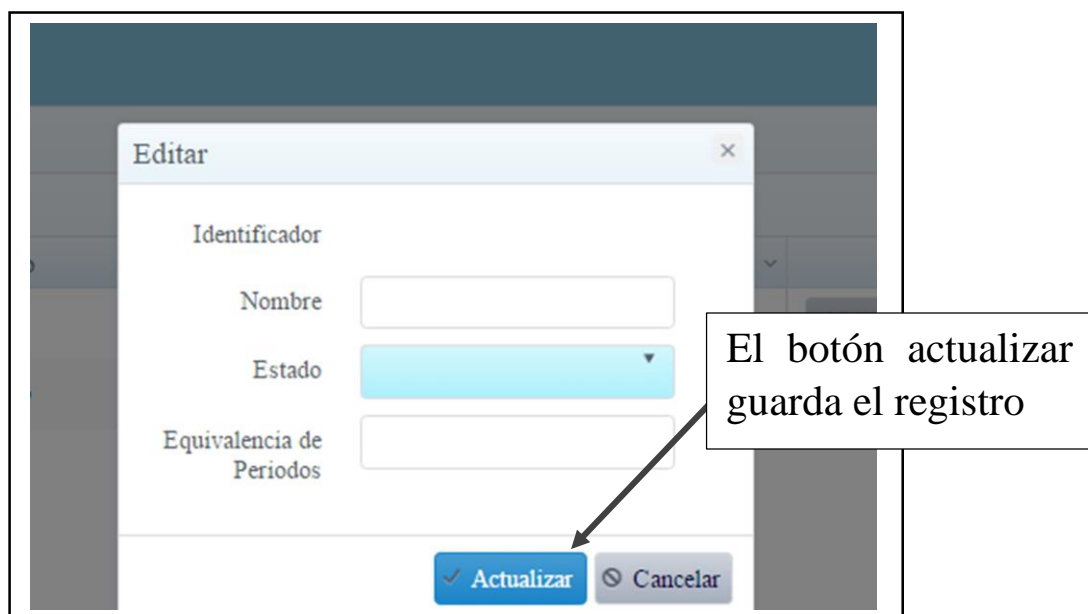 Editar
Identificador
Nombre
Estado
Equivalencia de
Periodos
El botón actualizar
guarda el registro
Actualizar
Cancelar